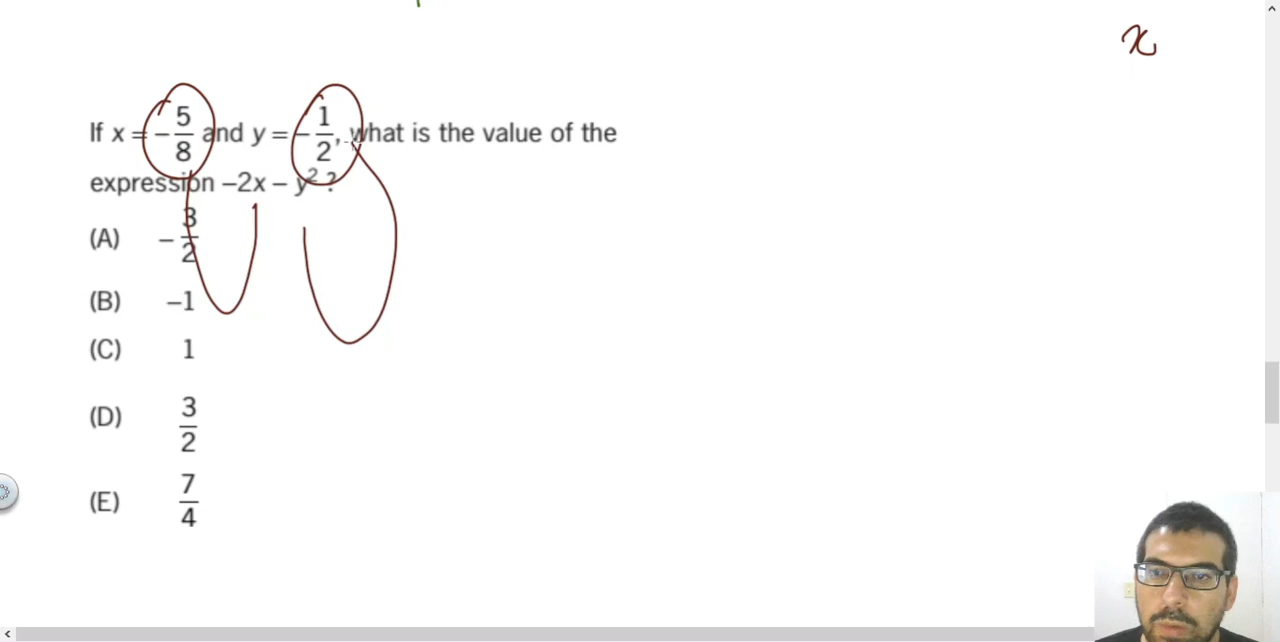 x
If x = -5/8 and y = -1/2, what is the value of the
expression –2x – y² ?
(A) -3/2
(B) –1
(C) 1
(D) 3/2
(E) 7/4